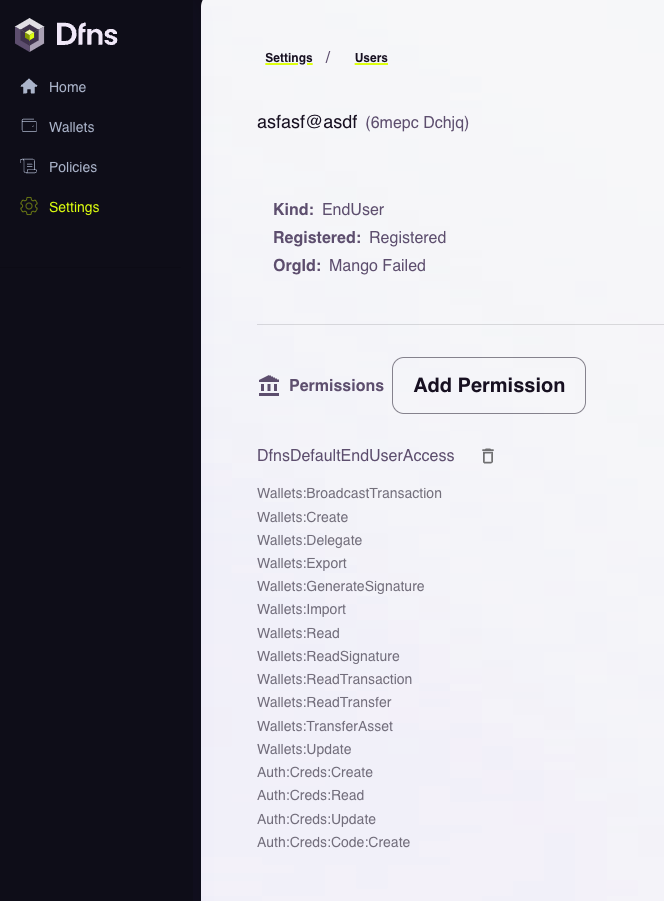 Dfns
Home
Wallets
Policies
Settings
Settings / Users
asfasf@asdf (6mepc Dchjq)
Kind: EndUser
Registered: Registered
OrgId: Mango Failed
Permissions Add Permission
DfnsDefaultEndUserAccess
Wallets:BroadcastTransaction
Wallets:Create
Wallets:Delegate
Wallets:Export
Wallets:GenerateSignature
Wallets:Import
Wallets:Read
Wallets:ReadSignature
Wallets:ReadTransaction
Wallets:ReadTransfer
Wallets:TransferAsset
Wallets:Update
Auth:Creds:Create
Auth:Creds:Read
Auth:Creds:Update
Auth:Creds:Code:Create